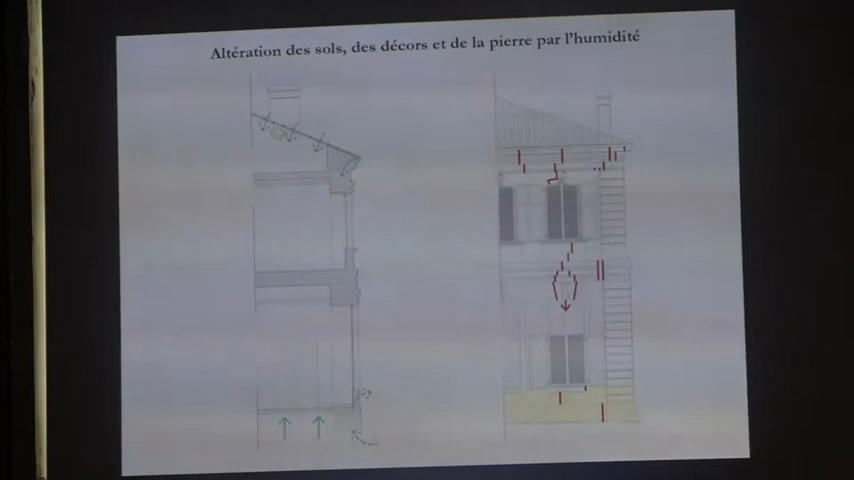 Altération des sols, des décors et de la pierre par l'humidité